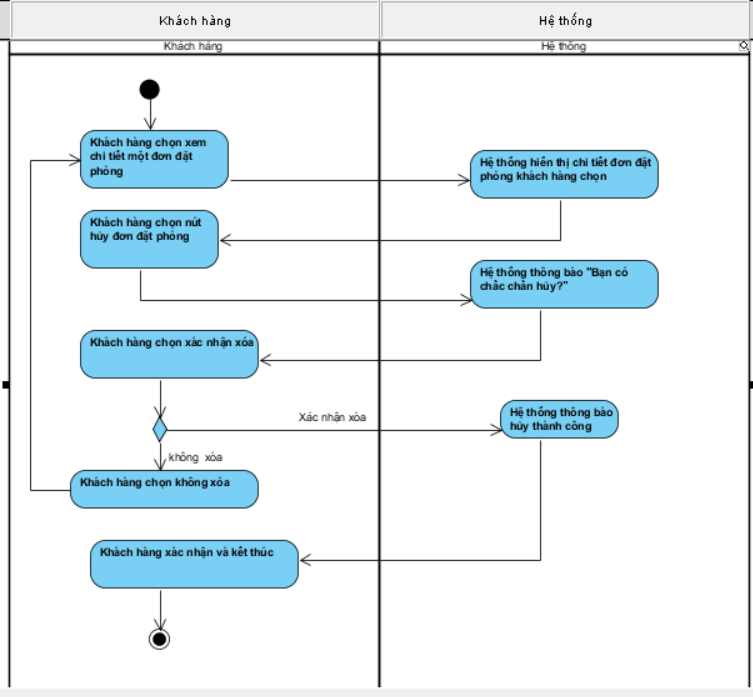 Khách hàng
Hệ thống
Khách hàng
Hệ thống
Khách hàng chọn xem
chi tiết một đơn đặt
phòng
Hệ thống hiển thị chi tiết đơn đặt
phòng khách hàng chọn
Khách hàng chọn nút
hủy đơn đặt phòng
Hệ thống thông báo "Bạn có
chắc chắn hủy?"
Khách hàng chọn xác nhận xóa
Xác nhận xóa
Hệ thống thông báo
hủy thành công
không xóa
Khách hàng chọn không xóa
Khách hàng xác nhận và kết thúc